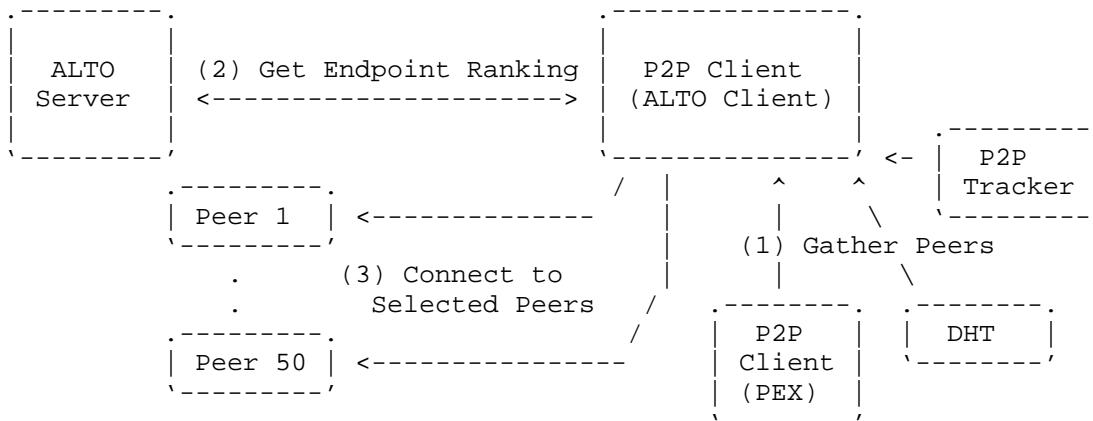 ALTO (2) Get Endpoint Ranking P2P Client
Server <----------------------> (ALTO Client)
<- P2P
Tracker
Peer 1 <--------------
(1) Gather Peers
(3) Connect to
Selected Peers
P2P DHT
Peer 50 <---------------- Client
(PEX)